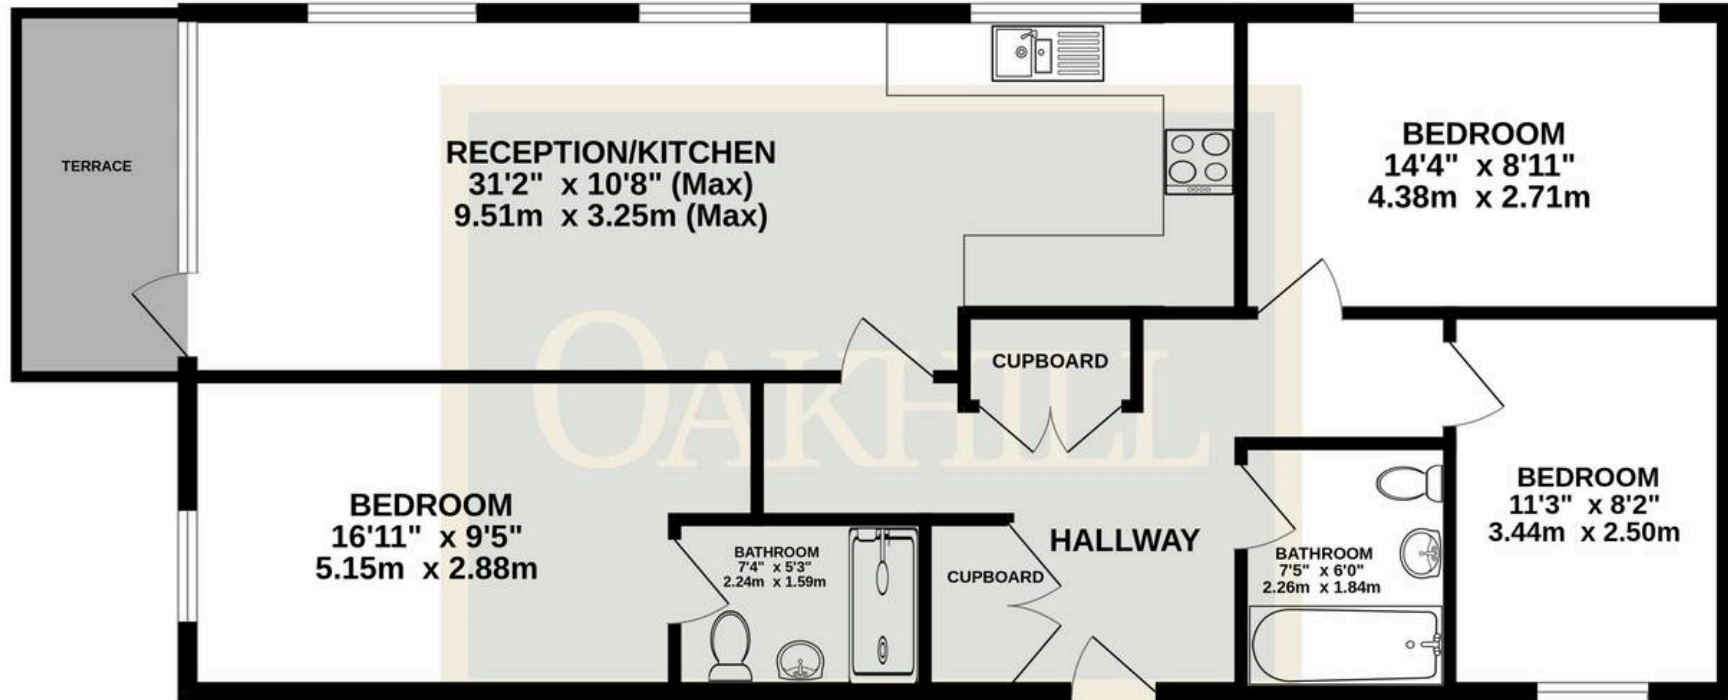 TERRACE
RECEPTION/KITCHEN
31'2" x 10'8" (Max)
9.51m x 3.25m (Max)
BEDROOM
14'4" x 8'11"
4.38m x 2.71m
CUPBOARD
OAKHILL
BEDROOM
16'11" x 9'5"
5.15m x 2.88m
BATHROOM
7'4" x 5'3"
2.24m x 1.59m
CUPBOARD
HALLWAY
BATHROOM
7'5" x 6'0"
2.26m x 1.84m
BEDROOM
11'3" x 8'2"
3.44m x 2.50m